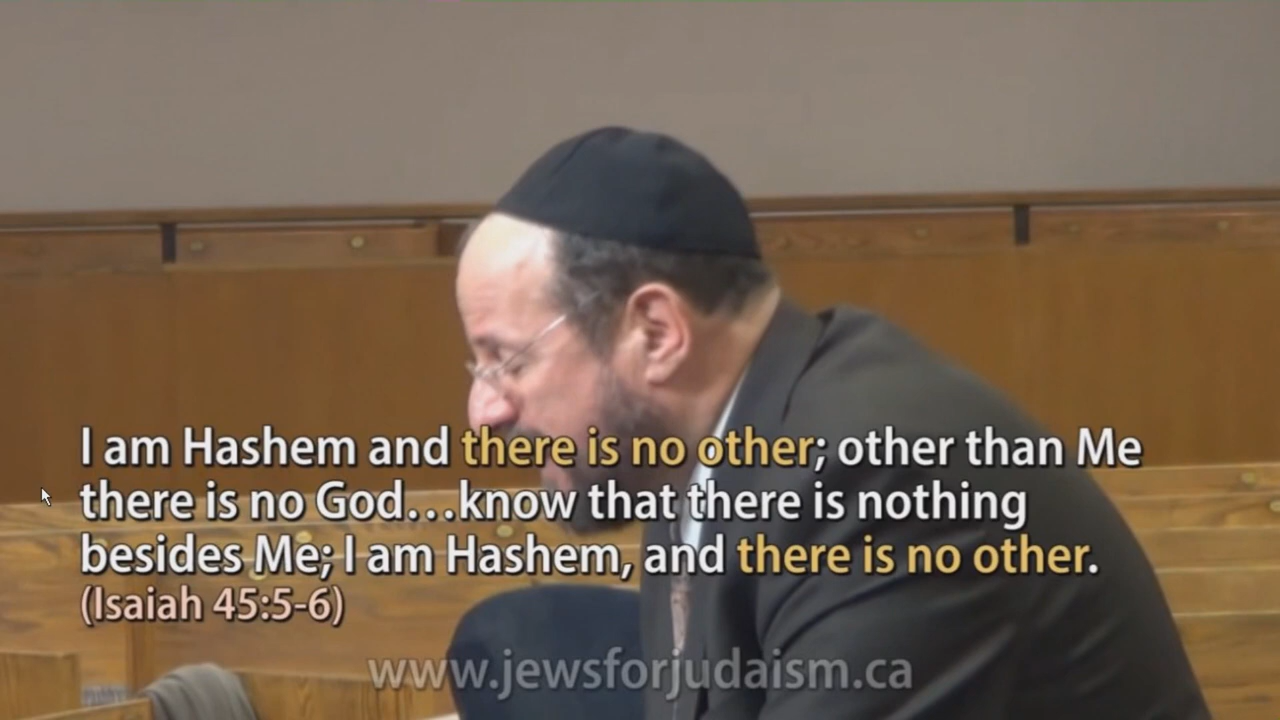 I am Hashem and there is no other; other than Me
there is no God…know that there is nothing
besides Me; I am Hashem, and there is no other.
(Isaiah 45:5-6)
www.jewsforjudaism.ca